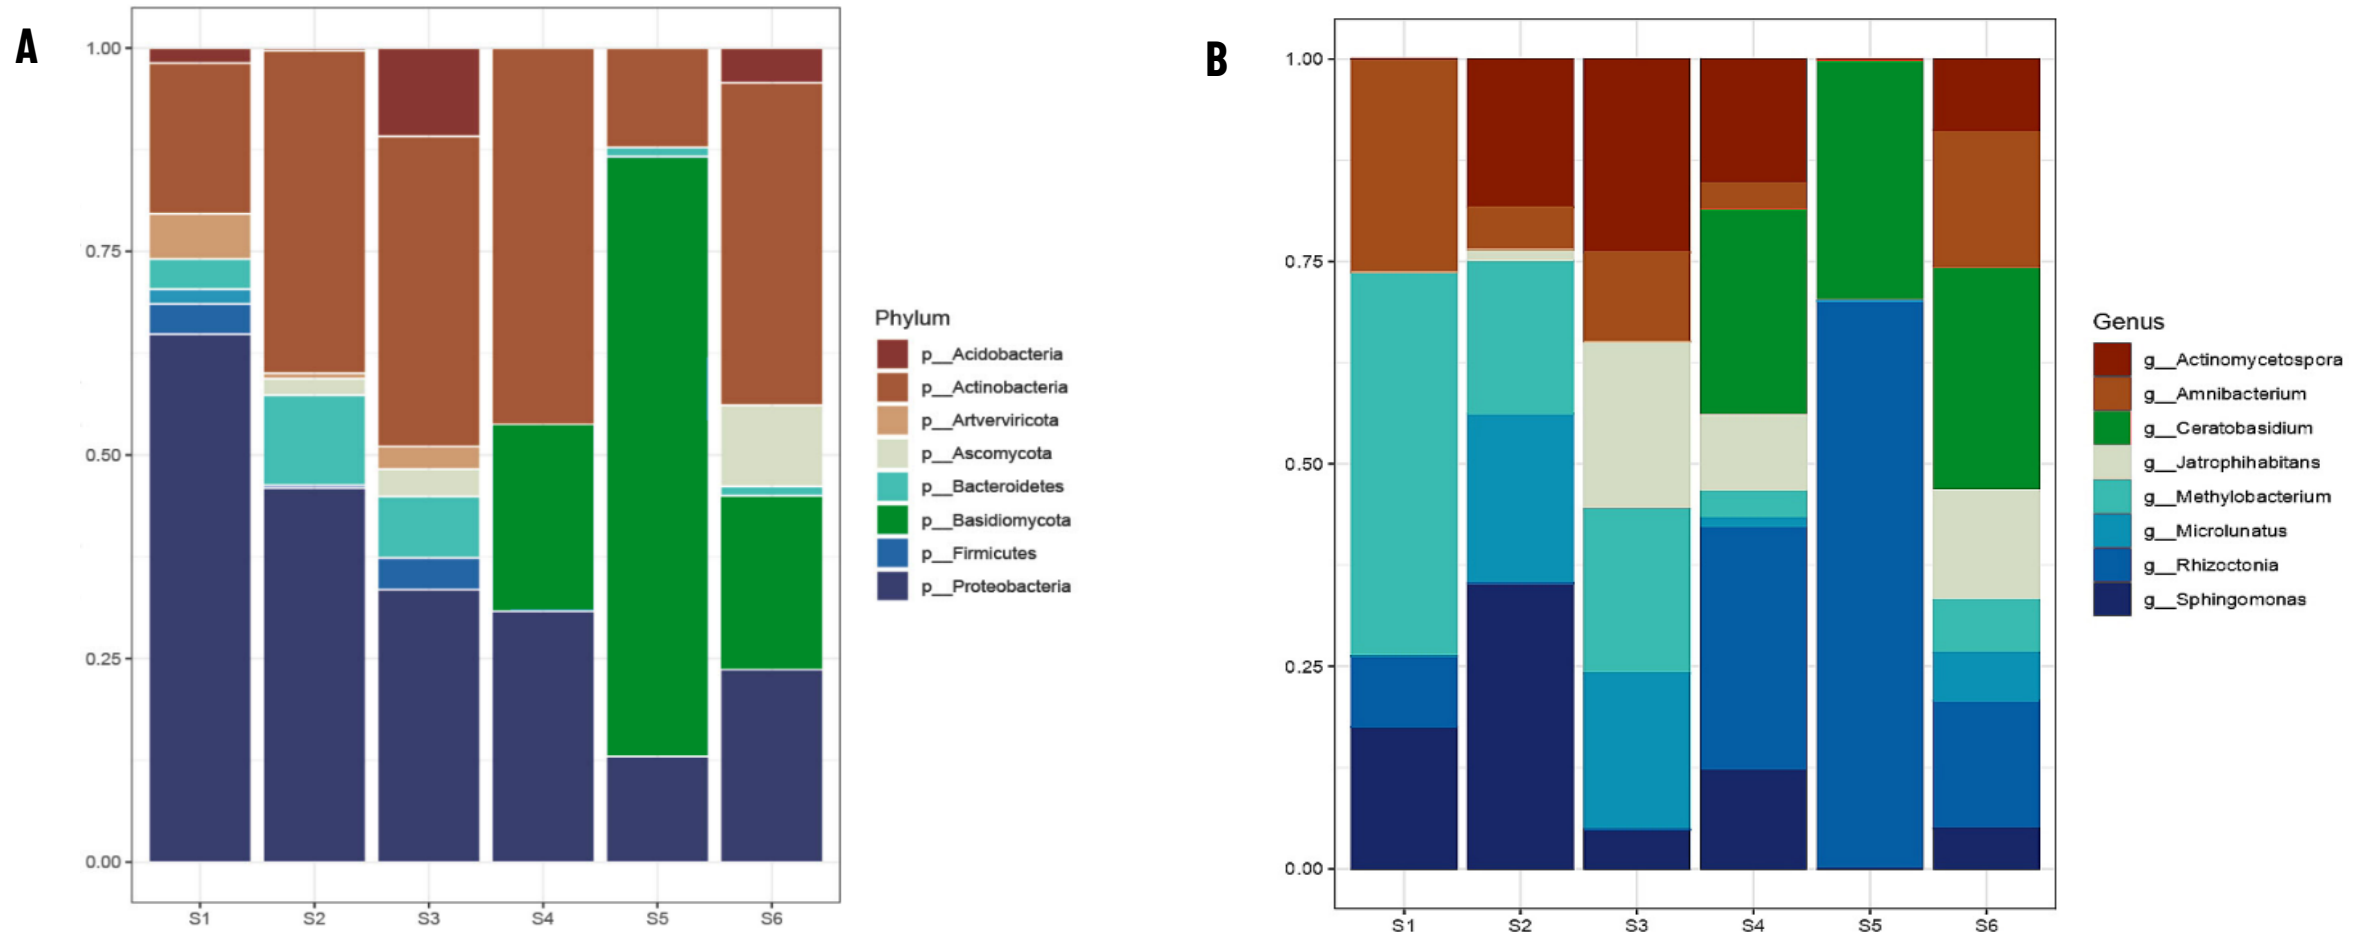 A
1.00
0.75
0.50
0.25
0.00
S1 S2 S3 S4 S5 S6
Phylum
p__Acidobacteria
p__Actinobacteria
p__Artverviricota
p__Ascomycota
p__Bacteroidetes
p__Basidiomycota
p__Firmicutes
p__Proteobacteria
B
1.00
0.75
0.50
0.25
0.00
S1 S2 S3 S4 S5 S6
Genus
g__Actinomycetospora
g__Amnibacterium
g__Ceratobasidium
g__Jatrophihabitans
g__Methylobacterium
g__Microlunatus
g__Rhizoctonia
g__Sphingomonas